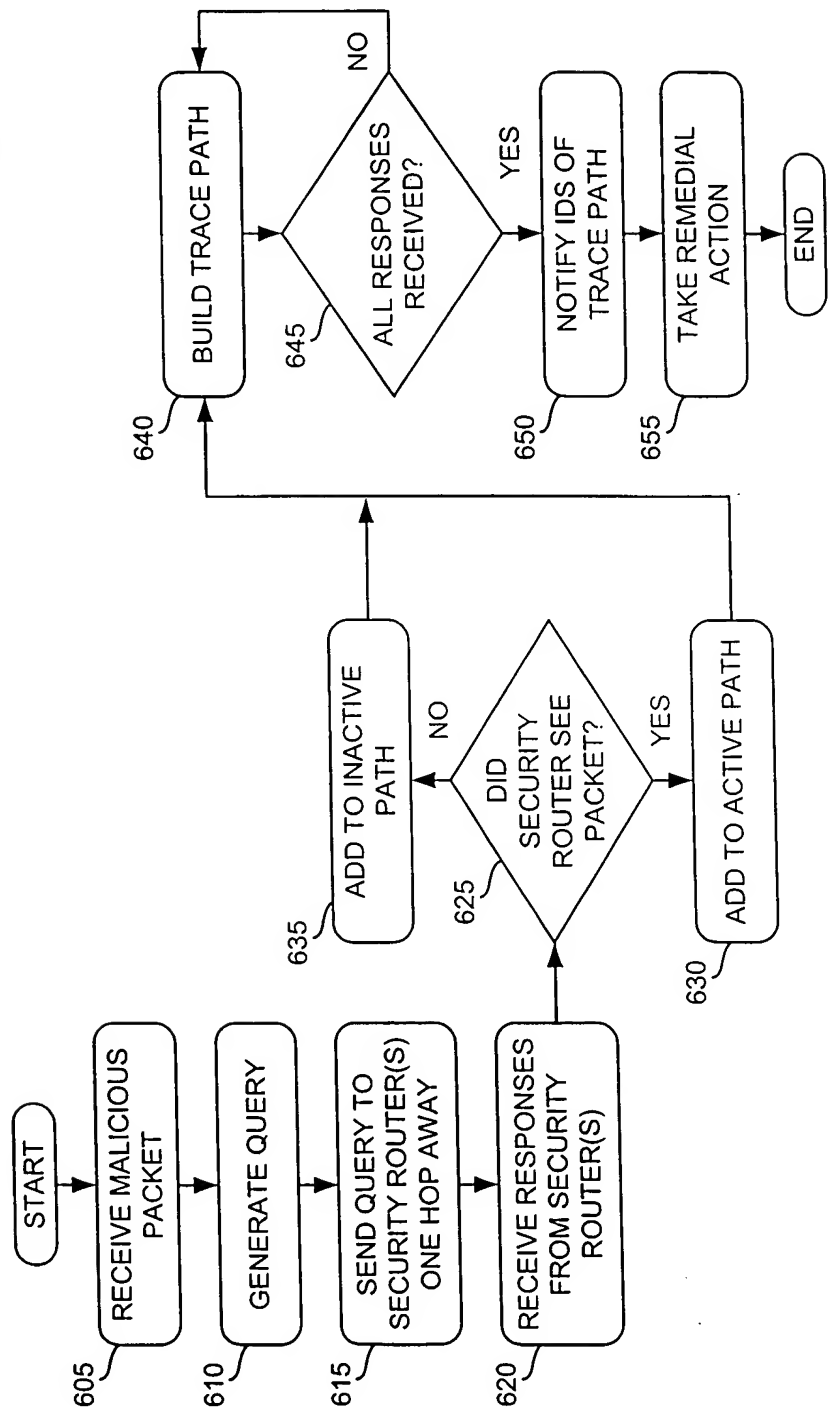 START
605
RECEIVE MALICIOUS
PACKET
610
GENERATE QUERY
615
SEND QUERY TO
SECURITY ROUTER(S)
ONE HOP AWAY
620
RECEIVE RESPONSES
FROM SECURITY
ROUTER(S)
625
DID
SECURITY
ROUTER SEE
PACKET?
NO
YES
635
ADD TO INACTIVE
PATH
630
ADD TO ACTIVE PATH
640
BUILD TRACE PATH
645
ALL RESPONSES
RECEIVED?
NO
YES
650
NOTIFY IDS OF
TRACE PATH
655
TAKE REMEDIAL
ACTION
END